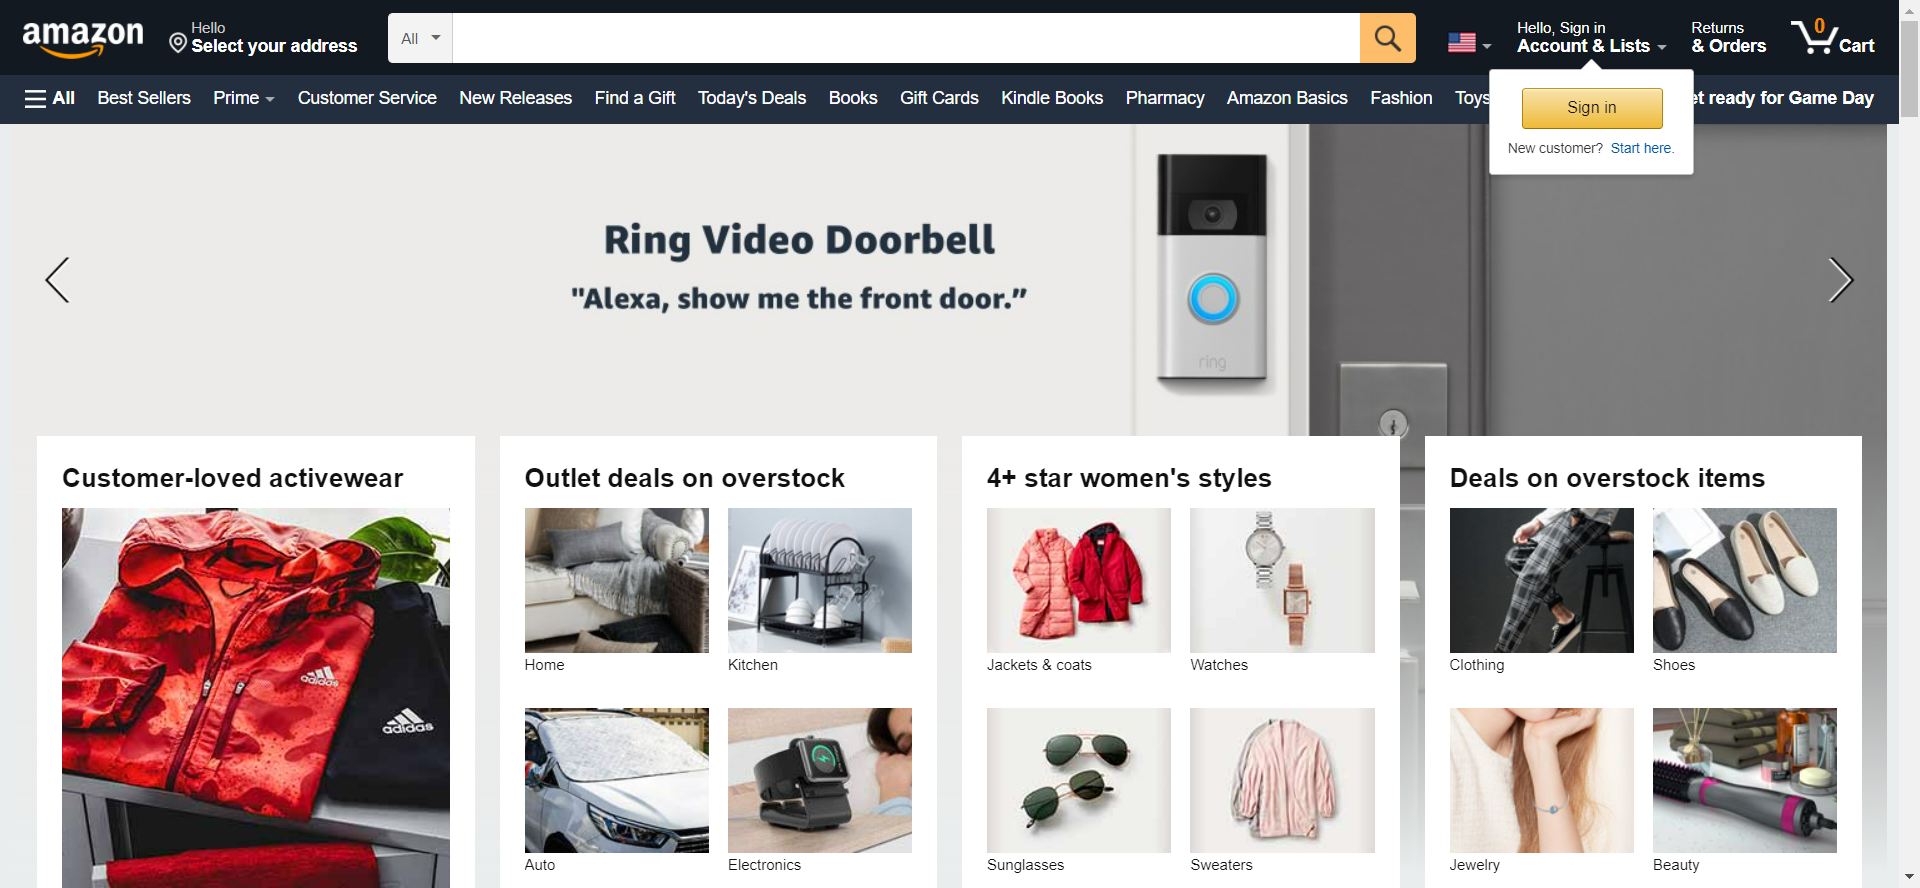 amazon
Hello
Select your address
All
Hello, Sign in
Account & Lists
Returns
& Orders
0
Cart
All
Best Sellers
Prime
Customer Service
New Releases
Find a Gift
Today's Deals
Books
Gift Cards
Kindle Books
Pharmacy
Amazon Basics
Fashion
Toys
et ready for Game Day
Sign in
New customer? Start here.
Ring Video Doorbell
"Alexa, show me the front door.”
ring
Customer-loved activewear
adidas
adidas
Outlet deals on overstock
Home
Kitchen
Auto
Electronics
4+ star women's styles
Jackets & coats
Watches
Sunglasses
Sweaters
Deals on overstock items
Clothing
Shoes
Jewelry
Beauty